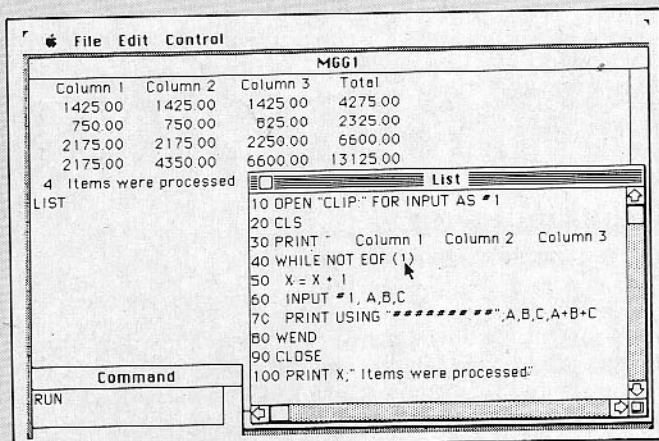 File Edit Control
MGG1
Column 1 Column 2 Column 3 Total
1425.00 1425.00 1425.00 4275.00
750.00 750.00 825.00 2325.00
2175.00 2175.00 2250.00 6600.00
2175.00 4350.00 6600.00 13125.00
4 Items were processed
LIST
List
10 OPEN "CLIP:" FOR INPUT AS #1
20 CLS
30 PRINT " Column 1 Column 2 Column 3
40 WHILE NOT EOF (1)
50 X = X + 1
60 INPUT #1, A,B,C
70 PRINT USING "########.##";A,B,C,A+B+C
80 WEND
90 CLOSE
100 PRINT X;" Items were processed"
Command
RUN